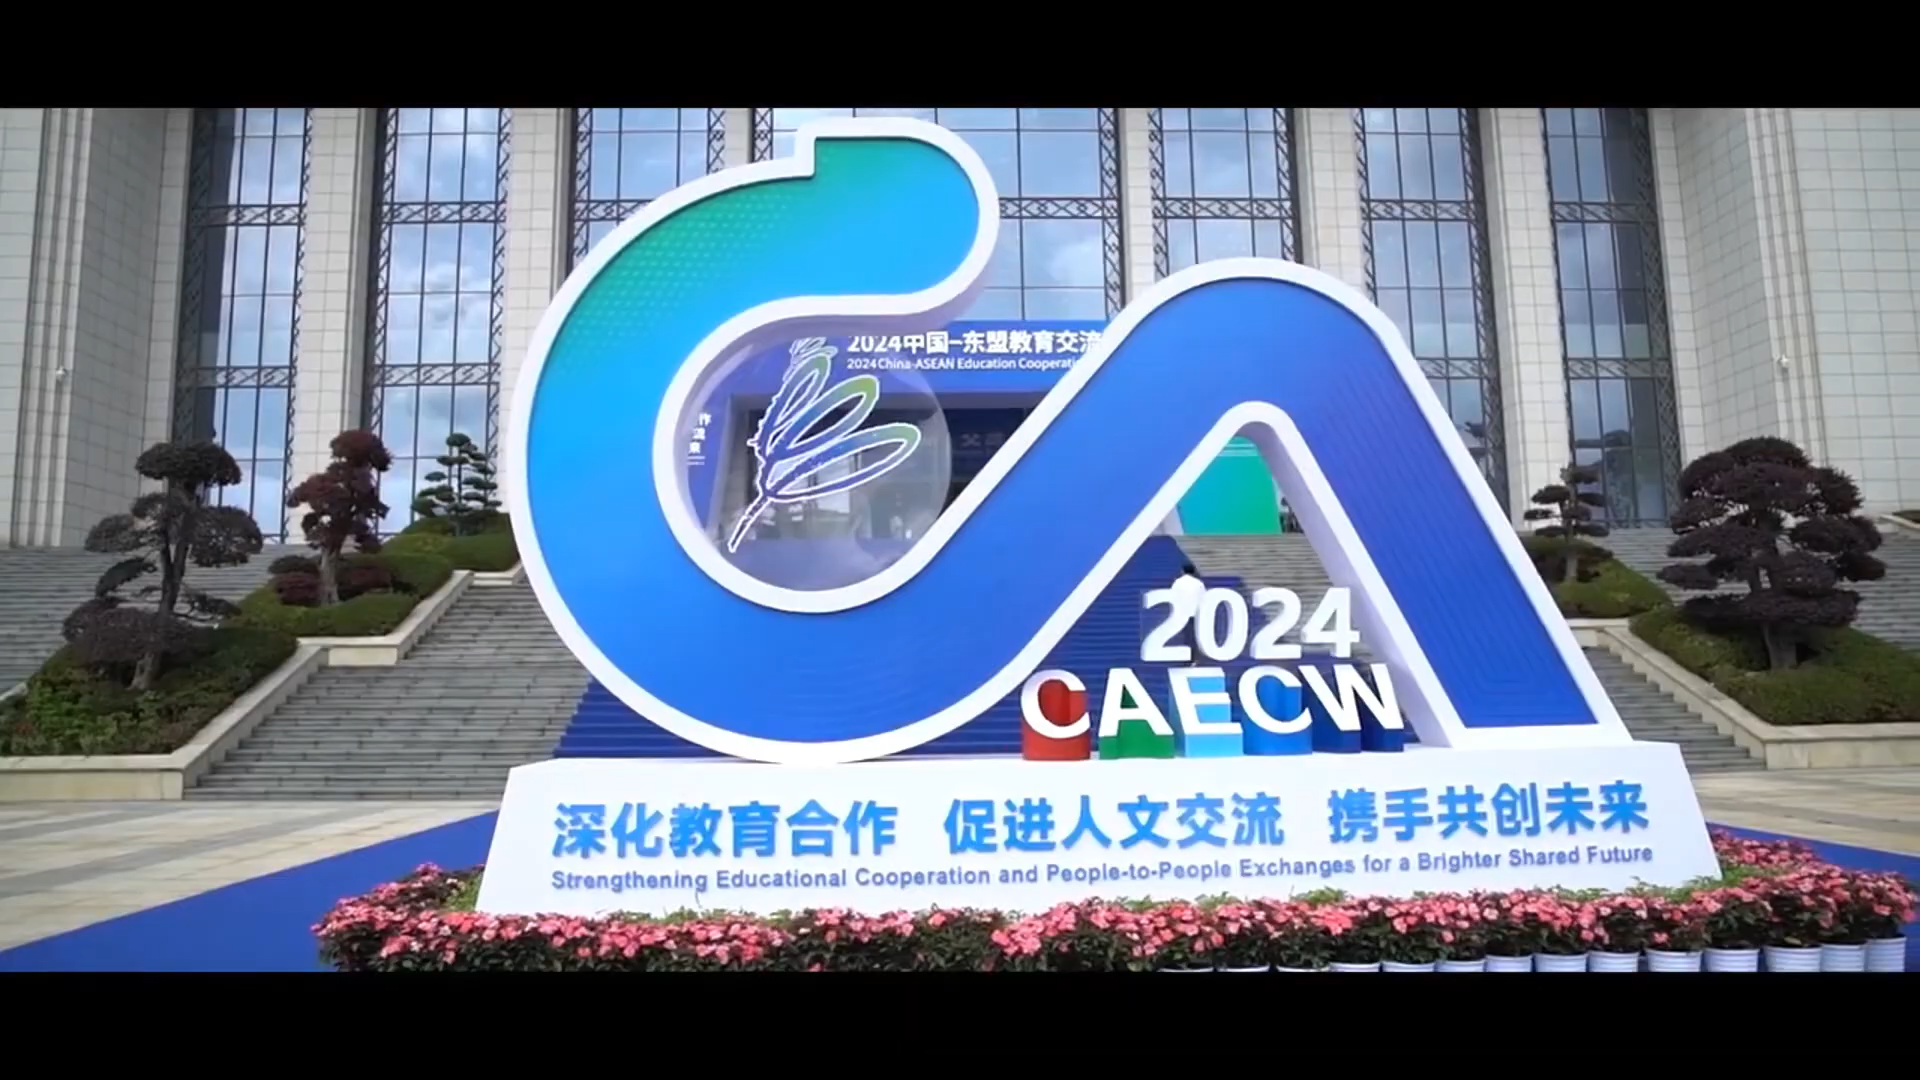 2024中国-东盟教育交流
2024 China-ASEAN Education Cooperation
2024
CAECW
深化教育合作 促进人文交流 携手共创未来
Strengthening Educational Cooperation and People-to-People Exchanges for a Brighter Shared Future